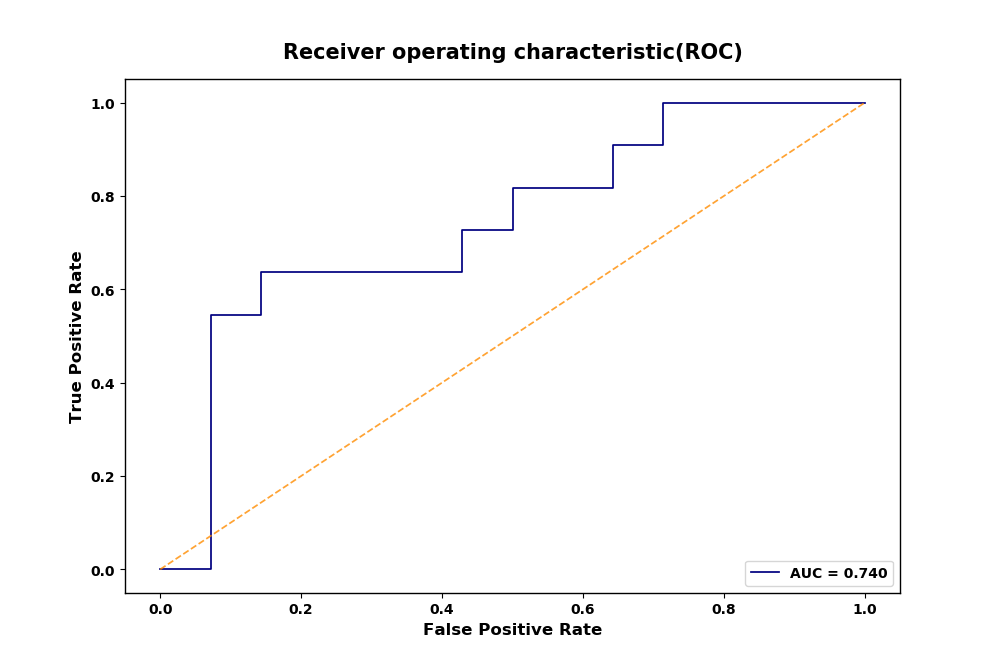 Receiver operating characteristic(ROC)
True Positive Rate
1.0
0.8
0.6
0.4
0.2
0.0
0.0 0.2 0.4 0.6 0.8 1.0
False Positive Rate
AUC = 0.740